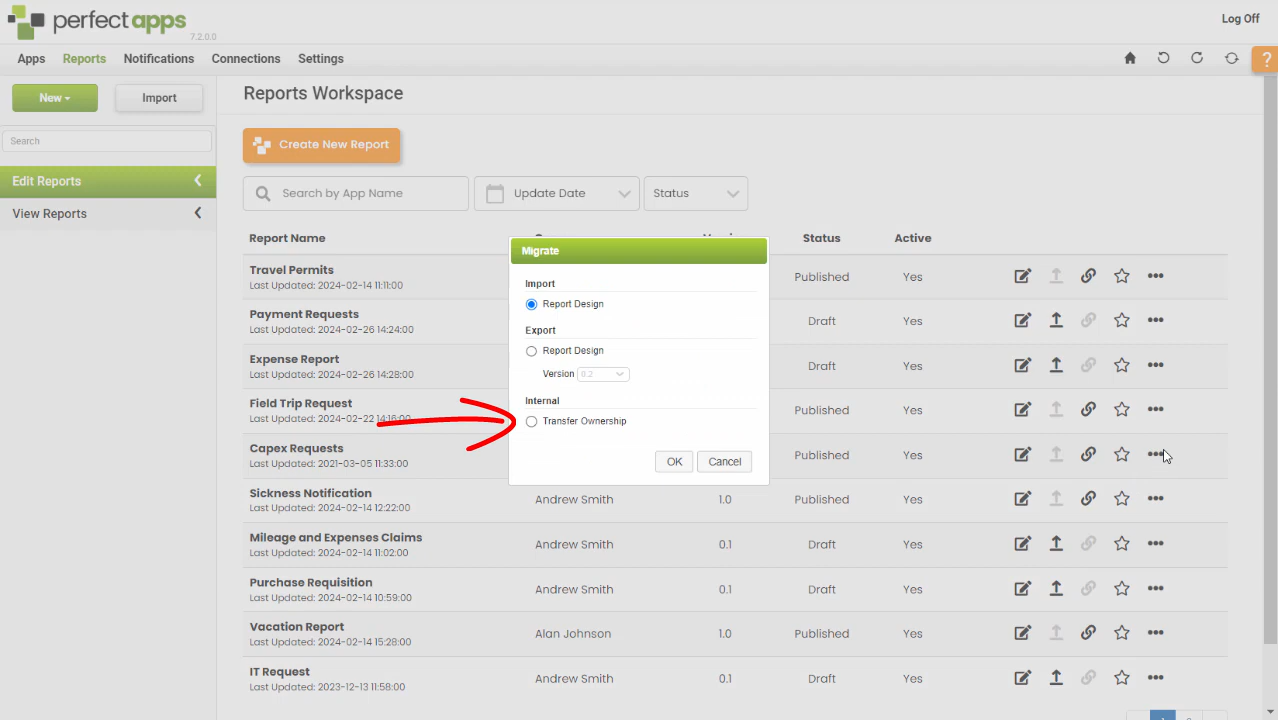 perfect apps
7.2.0.0
Log Off
Apps Reports Notifications Connections Settings
?
New Import
Search
Edit Reports
View Reports
Reports Workspace
Create New Report
Search by App Name Update Date Status
Report Name Status Active
Travel Permits
Last Updated: 2024-02-14 11:11:00
Published Yes
Payment Requests
Last Updated: 2024-02-26 14:24:00
Draft Yes
Expense Report
Last Updated: 2024-02-26 14:28:00
Draft Yes
Field Trip Request
Last Updated: 2024-02-22 14:16:00
Published Yes
Capex Requests
Last Updated: 2021-03-05 11:33:00
Published Yes
Sickness Notification
Last Updated: 2024-02-14 12:22:00
Andrew Smith 1.0 Published Yes
Mileage and Expenses Claims
Last Updated: 2024-02-14 11:02:00
Andrew Smith 0.1 Draft Yes
Purchase Requisition
Last Updated: 2024-02-14 10:59:00
Andrew Smith 0.1 Draft Yes
Vacation Report
Last Updated: 2024-02-14 15:28:00
Alan Johnson 1.0 Published Yes
IT Request
Last Updated: 2023-12-13 11:58:00
Andrew Smith 0.1 Draft Yes
Migrate
Import
Report Design
Export
Report Design
Version 0.2
Internal
Transfer Ownership
OK Cancel